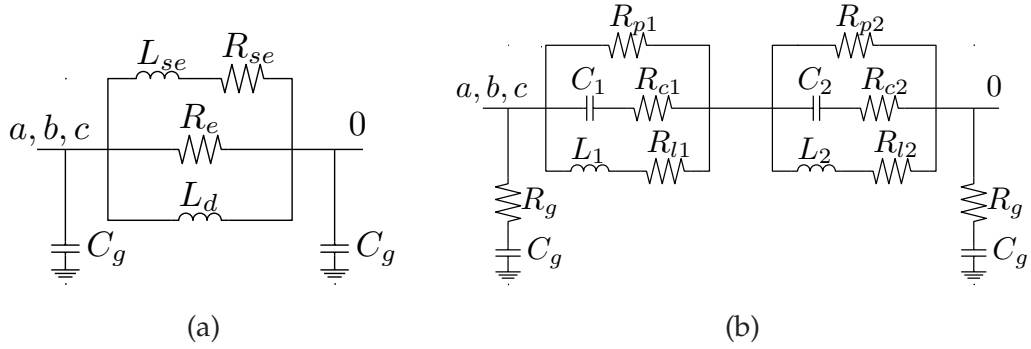 L_se R_se
a, b, c R_e 0
L_d
C_g C_g
(a)
R_p1 R_p2
a, b, c C_1 R_c1 C_2 R_c2 0
L_1 R_l1 L_2 R_l2
R_g R_g
C_g C_g
(b)